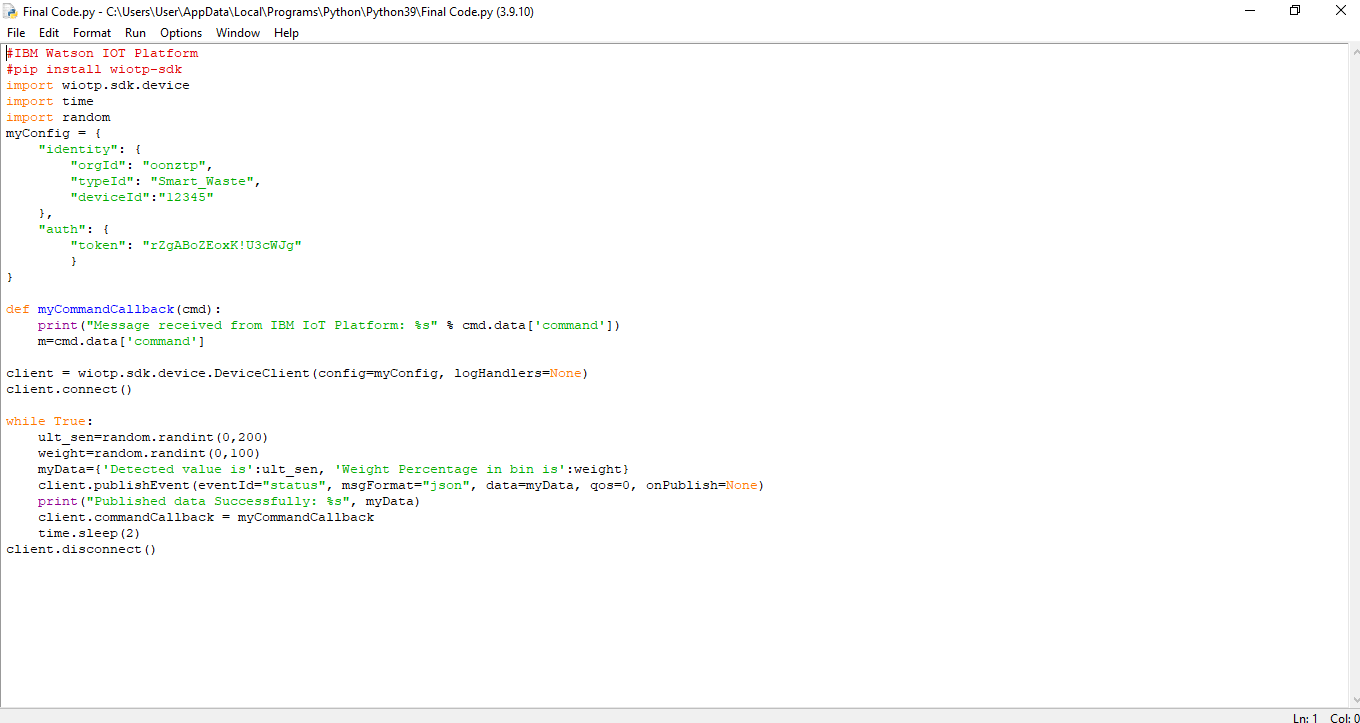 Final Code.py - C:\Users\User\AppData\Local\Programs\Python\Python39\Final Code.py (3.9.10)
File Edit Format Run Options Window Help
#IBM Watson IOT Platform
#pip install wiotp-sdk
import wiotp.sdk.device
import time
import random
myConfig = {
    "identity": {
        "orgId": "oonztp",
        "typeId": "Smart_Waste",
        "deviceId":"12345"
    },
    "auth": {
        "token": "rZgABoZEoxK!U3cWJg"
        }
}

def myCommandCallback(cmd):
    print("Message received from IBM IoT Platform: %s" % cmd.data['command'])
    m=cmd.data['command']

client = wiotp.sdk.device.DeviceClient(config=myConfig, logHandlers=None)
client.connect()

while True:
    ult_sen=random.randint(0,200)
    weight=random.randint(0,100)
    myData={'Detected value is':ult_sen, 'Weight Percentage in bin is':weight}
    client.publishEvent(eventId="status", msgFormat="json", data=myData, qos=0, onPublish=None)
    print("Published data Successfully: %s", myData)
    client.commandCallback = myCommandCallback
    time.sleep(2)
client.disconnect()
Ln: 1 Col: 0